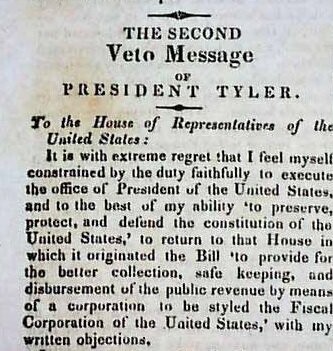 THE SECOND
Veto Message
OF
PRESIDENT TYLER.
To the House of Representatives of the
United States:
It is with extreme regret that I feel myself
constrained by the duty faithfully to execute
the office of President of the United States,
and to the best of my ability 'to preserve,
protect, and defend the constitution of the
United States,' to return to that House in
which it originated the Bill 'to provide for
the better collection, safe keeping, and
disbursement of the public revenue by means
of a corporation to be styled the Fiscal
Corporation of the United States,' with my
written objections.